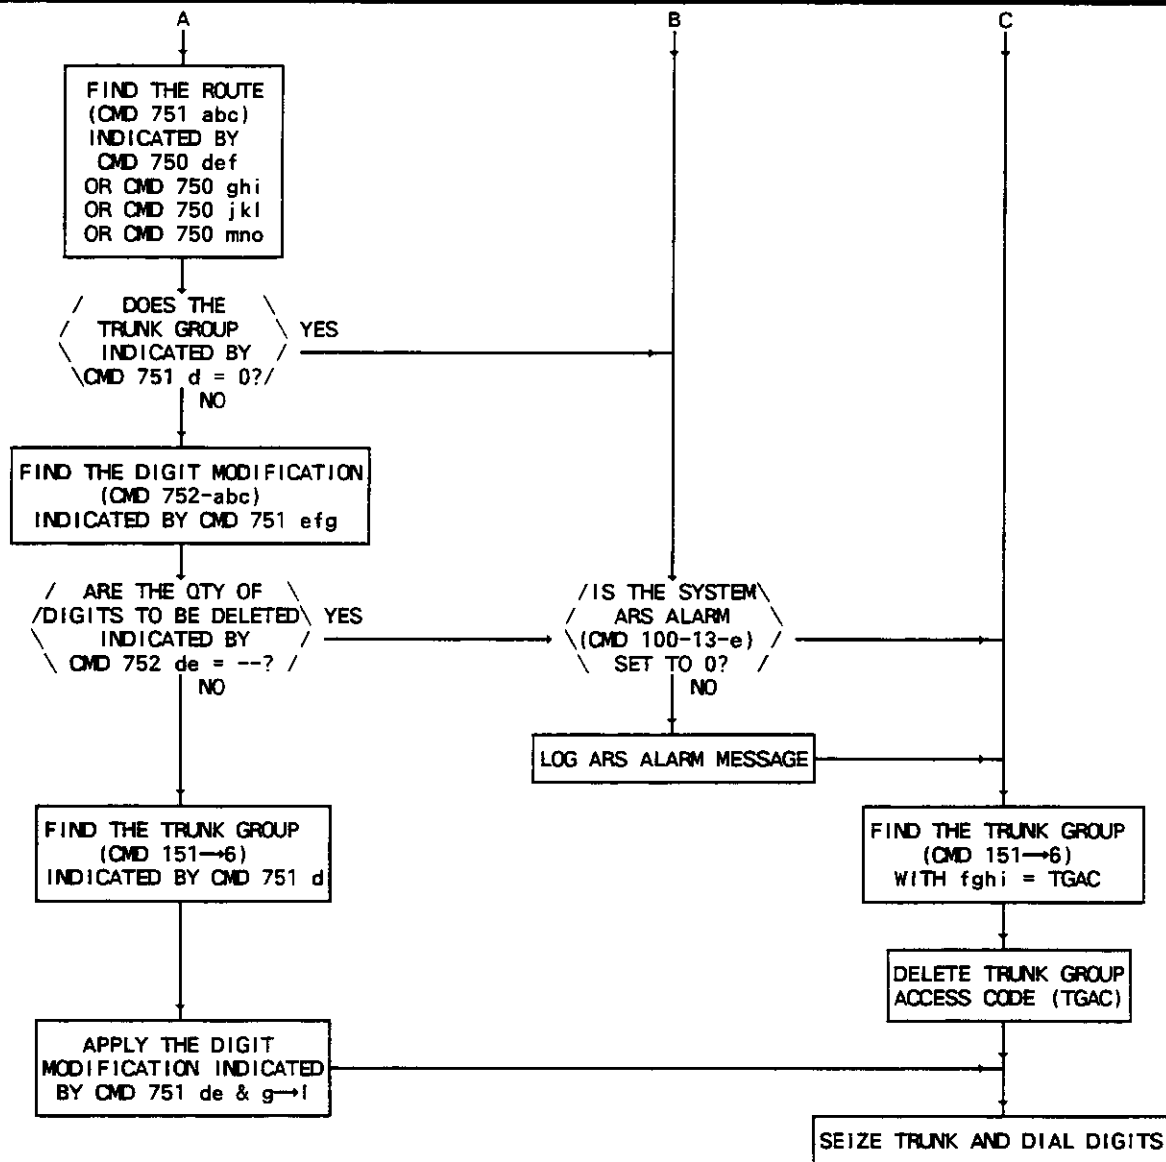 A
B
C
FIND THE ROUTE
(CMD 751 abc)
INDICATED BY
CMD 750 def
OR CMD 750 ghi
OR CMD 750 jkl
OR CMD 750 mno
DOES THE
TRUNK GROUP
INDICATED BY
CMD 751 d = 0?
YES
NO
FIND THE DIGIT MODIFICATION
(CMD 752-abc)
INDICATED BY CMD 751 efg
ARE THE QTY OF
DIGITS TO BE DELETED
INDICATED BY
CMD 752 de = --?
YES
NO
IS THE SYSTEM
ARS ALARM
(CMD 100-13-e)
SET TO 0?
NO
LOG ARS ALARM MESSAGE
FIND THE TRUNK GROUP
(CMD 151→6)
INDICATED BY CMD 751 d
FIND THE TRUNK GROUP
(CMD 151→6)
WITH fghi = TGAC
DELETE TRUNK GROUP
ACCESS CODE (TGAC)
APPLY THE DIGIT
MODIFICATION INDICATED
BY CMD 751 de & g→l
SEIZE TRUNK AND DIAL DIGITS